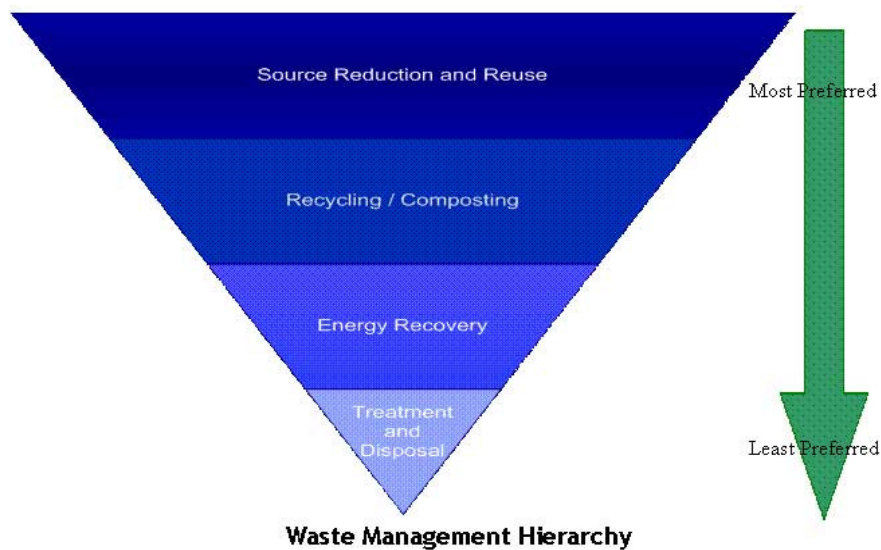 Source Reduction and Reuse
Most Preferred
Recycling / Composting
Energy Recovery
Treatment
and
Disposal
Least Preferred
Waste Management Hierarchy